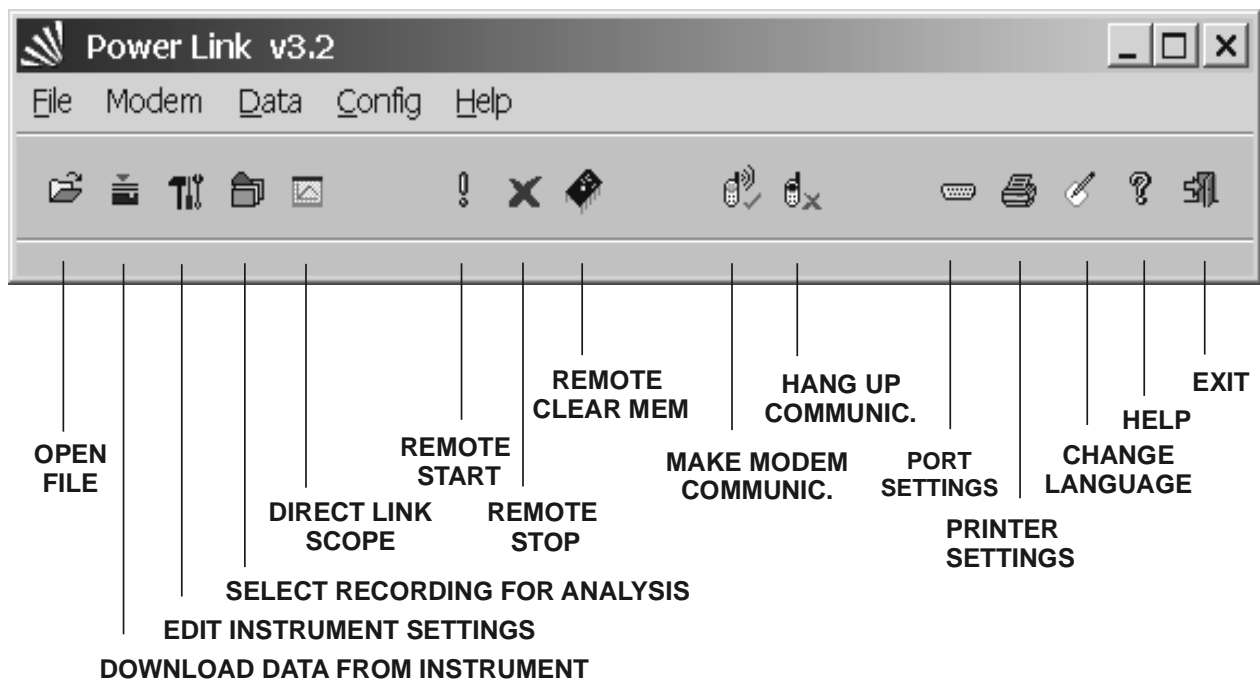 Power Link v3.2
File Modem Data Config Help
OPEN
FILE
DOWNLOAD DATA FROM INSTRUMENT
EDIT INSTRUMENT SETTINGS
SELECT RECORDING FOR ANALYSIS
DIRECT LINK
SCOPE
REMOTE
START
REMOTE
STOP
REMOTE
CLEAR MEM
MAKE MODEM
COMMUNIC.
HANG UP
COMMUNIC.
PORT
SETTINGS
PRINTER
SETTINGS
CHANGE
LANGUAGE
HELP
EXIT